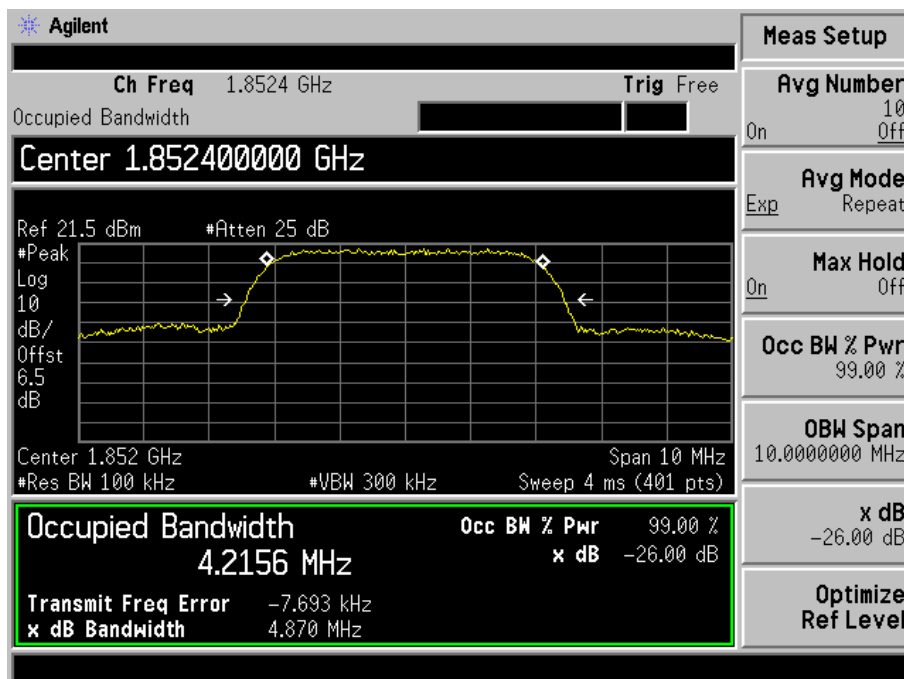 Agilent
Ch Freq 1.8524 GHz Trig Free
Occupied Bandwidth
Center 1.852400000 GHz
Ref 21.5 dBm #Atten 25 dB
#Peak
Log
10
dB/
Offst
6.5
dB
Center 1.852 GHz Span 10 MHz
#Res BW 100 kHz #VBW 300 kHz Sweep 4 ms (401 pts)
Occupied Bandwidth Occ BW % Pwr 99.00 %
4.2156 MHz x dB -26.00 dB
Transmit Freq Error -7.693 kHz
x dB Bandwidth 4.870 MHz
Meas Setup
Avg Number
10
On Off
Avg Mode
Exp Repeat
Max Hold
On Off
Occ BW % Pwr
99.00 %
OBW Span
10.0000000 MHz
x dB
-26.00 dB
Optimize
Ref Level